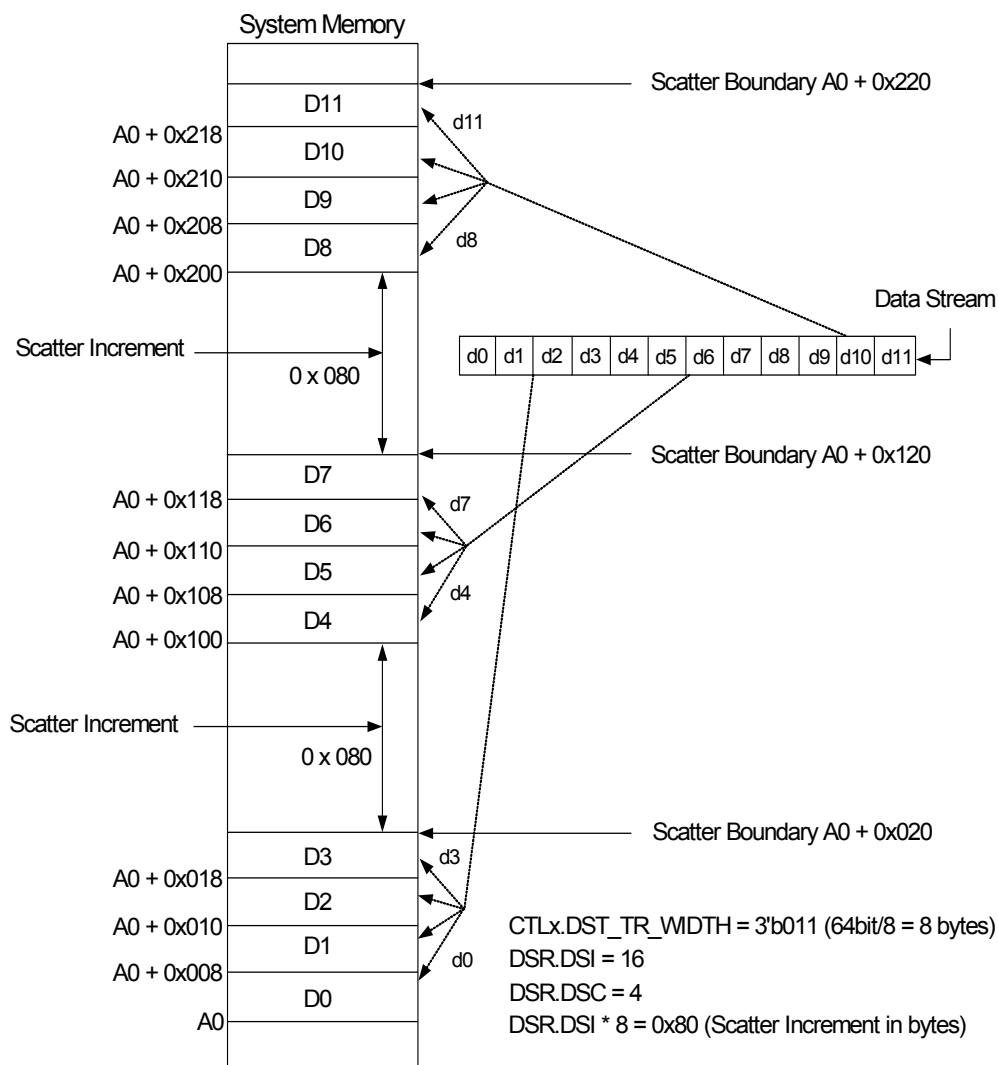 System Memory
Scatter Boundary A0 + 0x220
D11
d11
A0 + 0x218
D10
A0 + 0x210
D9
A0 + 0x208
D8
d8
A0 + 0x200
Data Stream
Scatter Increment
0 x 080
d0 d1 d2 d3 d4 d5 d6 d7 d8 d9 d10 d11
Scatter Boundary A0 + 0x120
D7
A0 + 0x118
d7
D6
A0 + 0x110
D5
A0 + 0x108
d4
D4
A0 + 0x100
Scatter Increment
0 x 080
Scatter Boundary A0 + 0x020
D3
d3
A0 + 0x018
D2
A0 + 0x010
D1
A0 + 0x008
d0
D0
A0
CTLx.DST_TR_WIDTH = 3'b011 (64bit/8 = 8 bytes)
DSR.DSI = 16
DSR.DSC = 4
DSR.DSI * 8 = 0x80 (Scatter Increment in bytes)